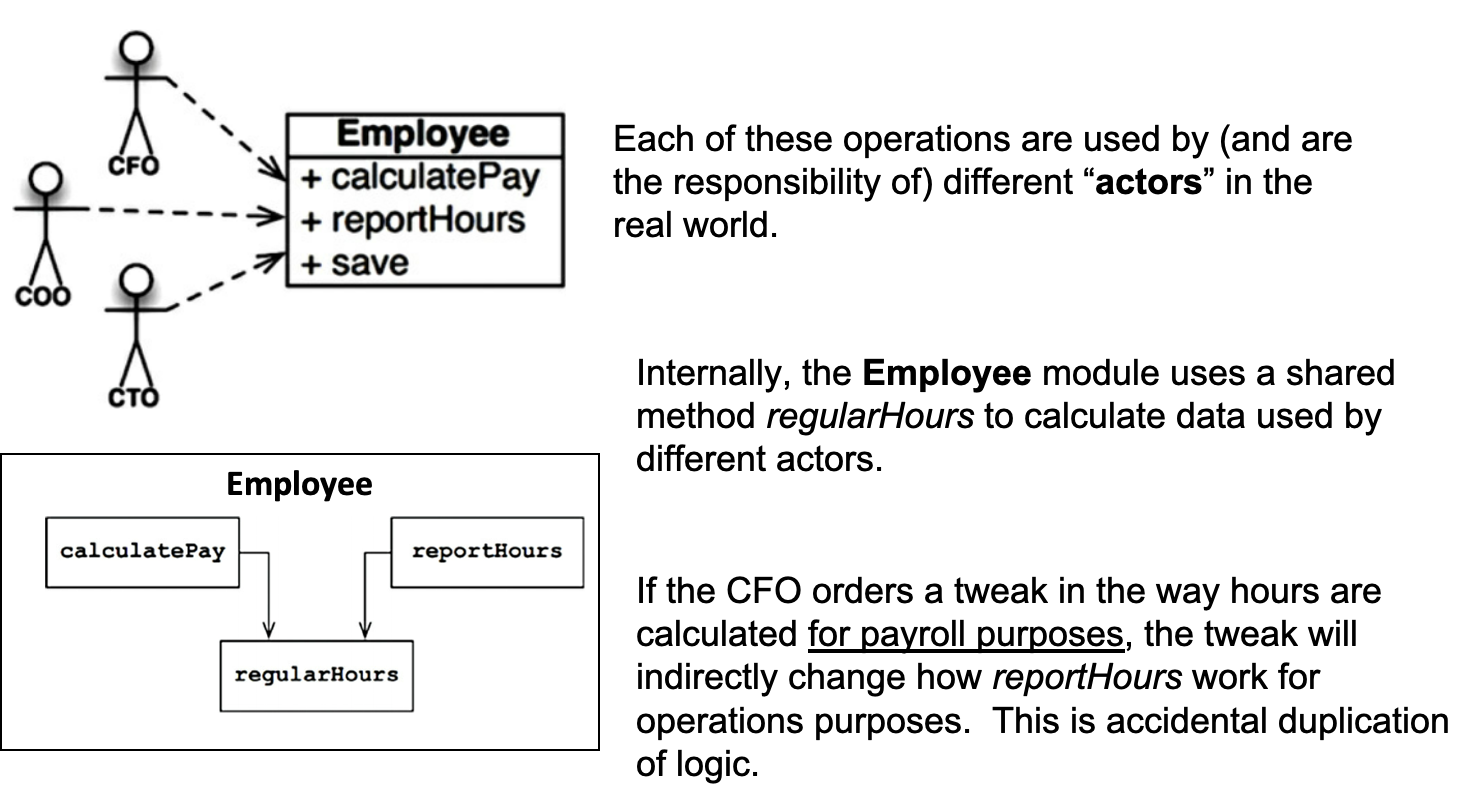 CFO
COO
CTO
Employee
+ calculatePay
+ reportHours
+ save
Each of these operations are used by (and are
the responsibility of) different “actors” in the
real world.
Internally, the Employee module uses a shared
method regularHours to calculate data used by
different actors.
Employee
calculatePay
reportHours
regularHours
If the CFO orders a tweak in the way hours are
calculated for payroll purposes, the tweak will
indirectly change how reportHours work for
operations purposes.  This is accidental duplication
of logic.